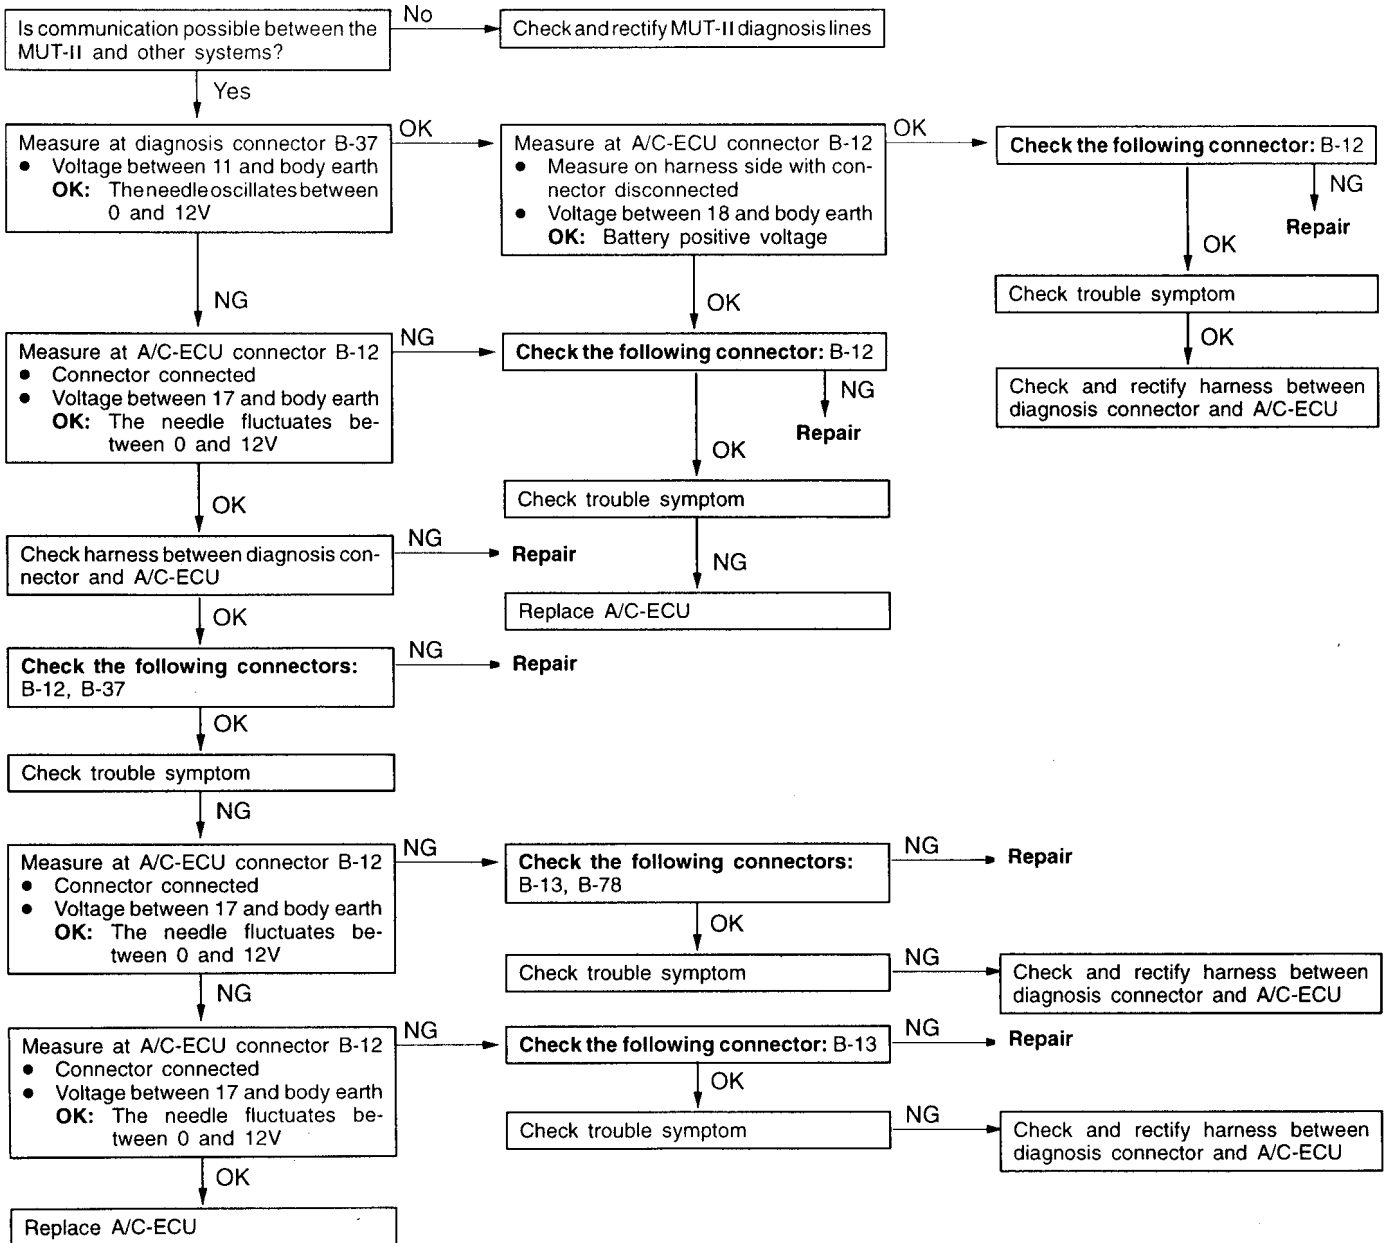 Is communication possible between the
MUT-II and other systems?
No
Check and rectify MUT-II diagnosis lines
Yes
Measure at diagnosis connector B-37
● Voltage between 11 and body earth
OK: The needle oscillates between
0 and 12V
OK
Measure at A/C-ECU connector B-12
● Measure on harness side with con-
nector disconnected
● Voltage between 18 and body earth
OK: Battery positive voltage
OK
Check the following connector: B-12
NG
Repair
OK
Check trouble symptom
OK
Check and rectify harness between
diagnosis connector and A/C-ECU
NG
OK
Measure at A/C-ECU connector B-12
● Connector connected
● Voltage between 17 and body earth
OK: The needle fluctuates be-
tween 0 and 12V
NG
Check the following connector: B-12
NG
Repair
OK
Check trouble symptom
NG
Replace A/C-ECU
OK
Check harness between diagnosis con-
nector and A/C-ECU
NG
Repair
OK
Check the following connectors:
B-12, B-37
NG
Repair
OK
Check trouble symptom
NG
Measure at A/C-ECU connector B-12
● Connector connected
● Voltage between 17 and body earth
OK: The needle fluctuates be-
tween 0 and 12V
NG
Check the following connectors:
B-13, B-78
NG
Repair
OK
Check trouble symptom
NG
Check and rectify harness between
diagnosis connector and A/C-ECU
NG
Measure at A/C-ECU connector B-12
● Connector connected
● Voltage between 17 and body earth
OK: The needle fluctuates be-
tween 0 and 12V
NG
Check the following connector: B-13
NG
Repair
OK
Check trouble symptom
NG
Check and rectify harness between
diagnosis connector and A/C-ECU
OK
Replace A/C-ECU